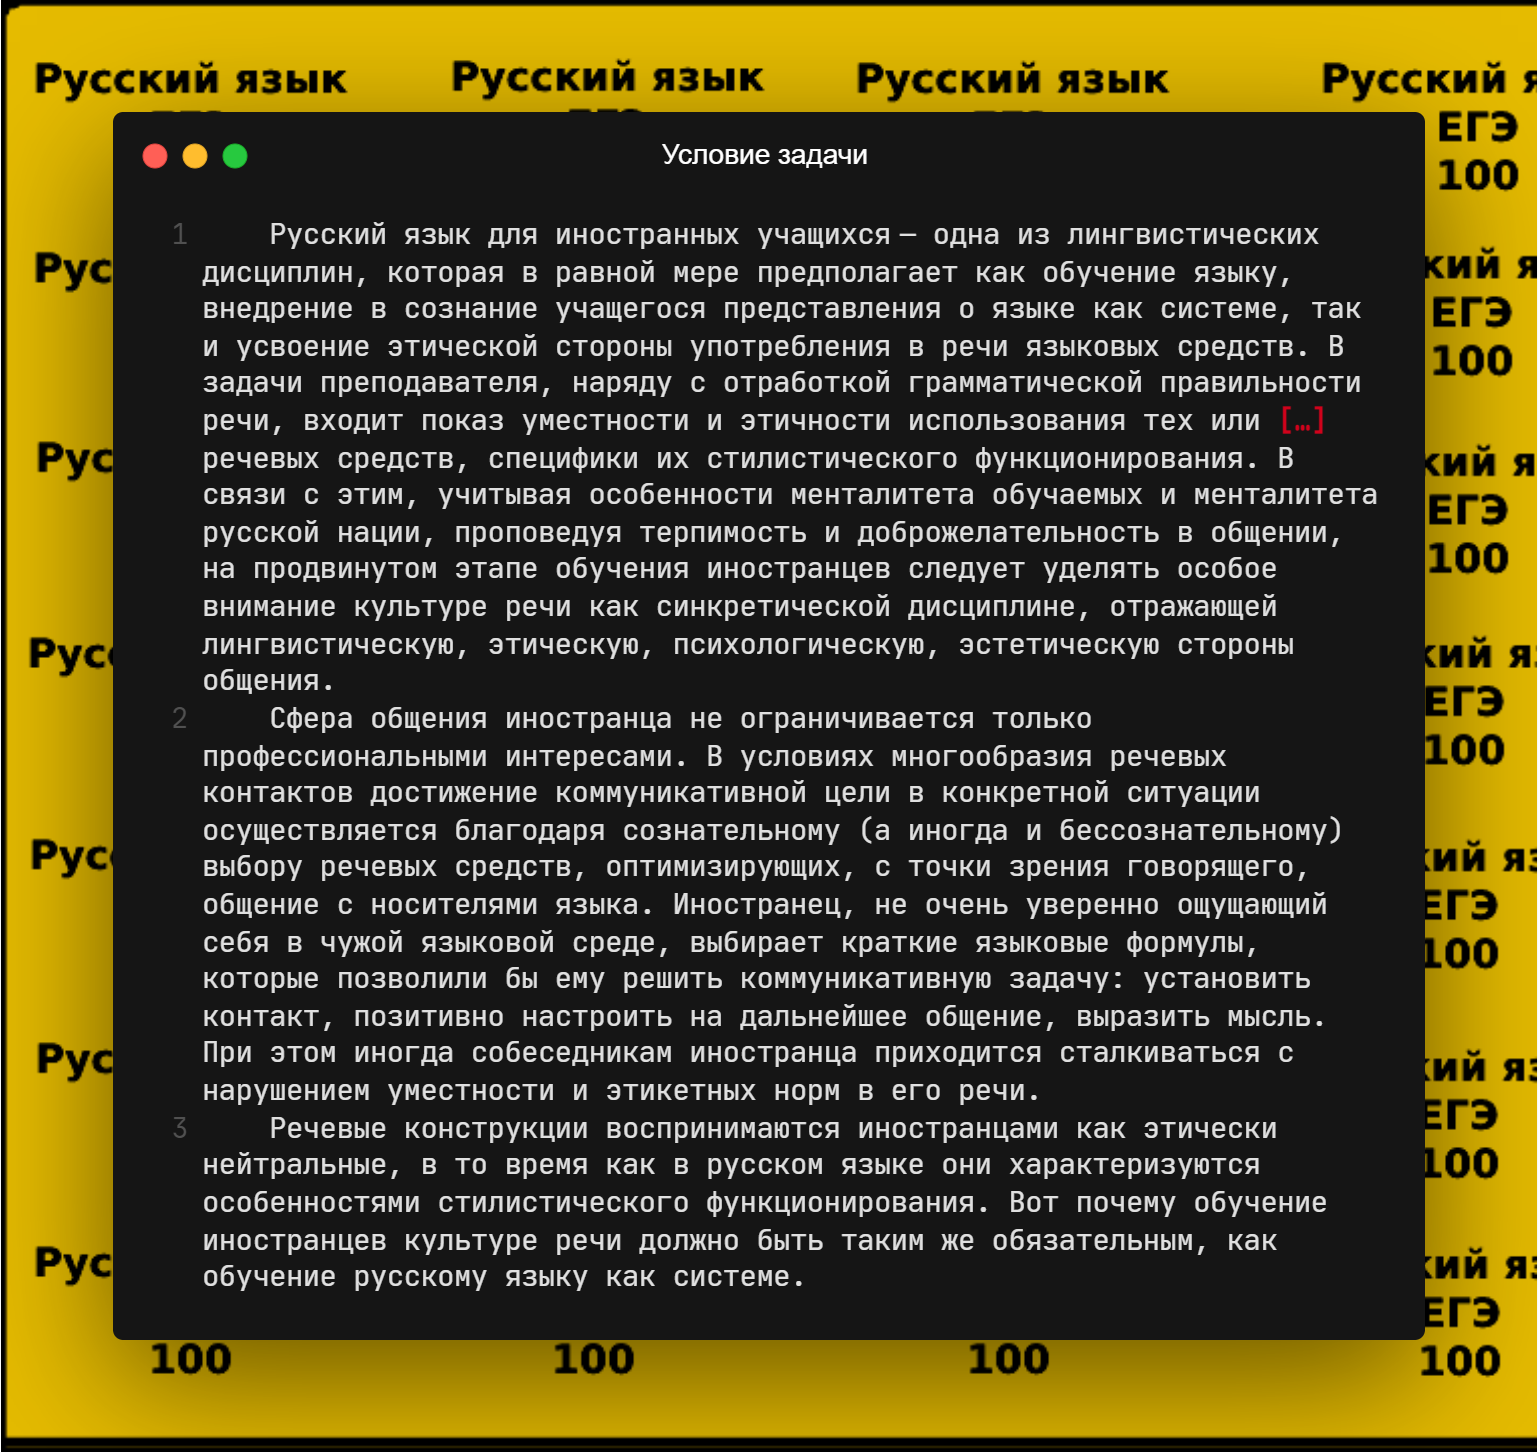 Русский язык Русский язык Русский язык Русский я
ЕГЭ
100
Условие задачи
1 Русский язык для иностранных учащихся – одна из лингвистических
дисциплин, которая в равной мере предполагает как обучение языку,
внедрение в сознание учащегося представления о языке как системе, так
и усвоение этической стороны употребления в речи языковых средств. В
задачи преподавателя, наряду с отработкой грамматической правильности
речи, входит показ уместности и этичности использования тех или […]
речевых средств, специфики их стилистического функционирования. В
связи с этим, учитывая особенности менталитета обучаемых и менталитета
русской нации, проповедуя терпимость и доброжелательность в общении,
на продвинутом этапе обучения иностранцев следует уделять особое
внимание культуре речи как синкретической дисциплине, отражающей
лингвистическую, этическую, психологическую, эстетическую стороны
общения.
2 Сфера общения иностранца не ограничивается только
профессиональными интересами. В условиях многообразия речевых
контактов достижение коммуникативной цели в конкретной ситуации
осуществляется благодаря сознательному (а иногда и бессознательному)
выбору речевых средств, оптимизирующих, с точки зрения говорящего,
общение с носителями языка. Иностранец, не очень уверенно ощущающий
себя в чужой языковой среде, выбирает краткие языковые формулы,
которые позволили бы ему решить коммуникативную задачу: установить
контакт, позитивно настроить на дальнейшее общение, выразить мысль.
При этом иногда собеседникам иностранца приходится сталкиваться с
нарушением уместности и этикетных норм в его речи.
3 Речевые конструкции воспринимаются иностранцами как этически
нейтральные, в то время как в русском языке они характеризуются
особенностями стилистического функционирования. Вот почему обучение
иностранцев культуре речи должно быть таким же обязательным, как
обучение русскому языку как системе.
Рус кий я
ЕГЭ
100
Рус кий я
ЕГЭ
100
Рус кий я
ЕГЭ
100
Рус кий яз
ЕГЭ
100
Рус кий яз
ЕГЭ
100
Рус кий яз
ЕГЭ
100 100 100 100